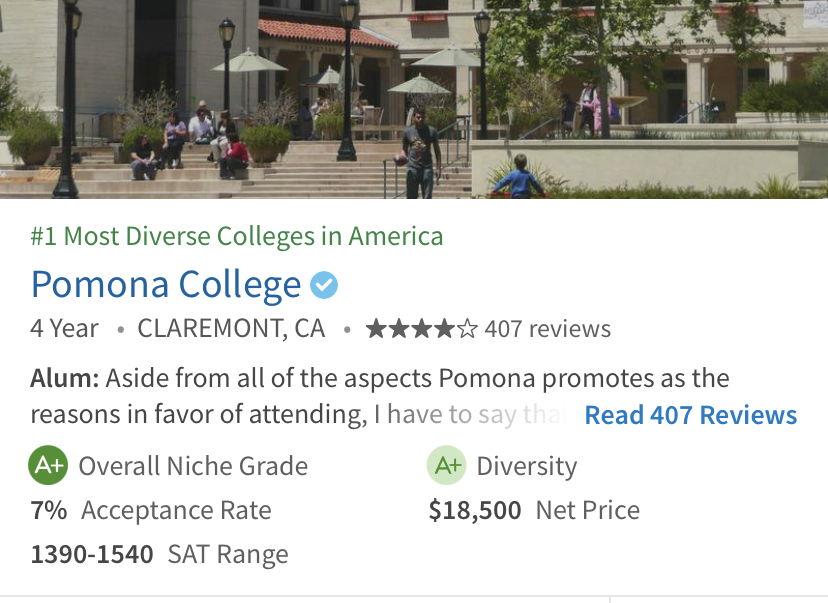 #1 Most Diverse Colleges in America
Pomona College
4 Year • CLAREMONT, CA • ★★★★☆ 407 reviews
Alum: Aside from all of the aspects Pomona promotes as the
reasons in favor of attending, I have to say tha Read 407 Reviews
A+ Overall Niche Grade A+ Diversity
7% Acceptance Rate $18,500 Net Price
1390-1540 SAT Range